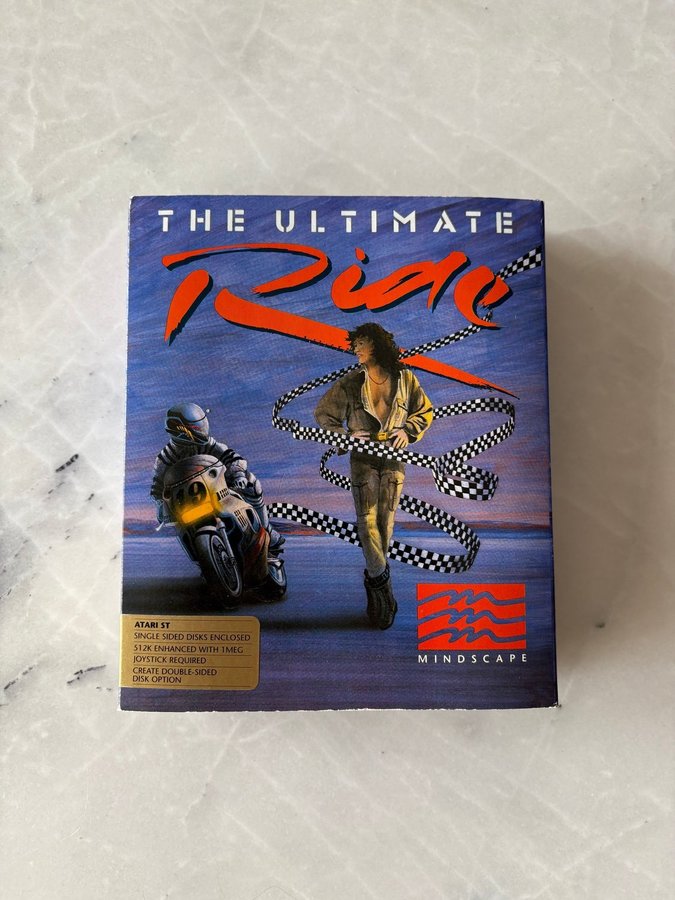 THE ULTIMATE
Ride
19
ATARI ST
SINGLE SIDED DISKS ENCLOSED
512K ENHANCED WITH 1MEG
JOYSTICK REQUIRED
CREATE DOUBLE-SIDED
DISK OPTION
MINDSCAPE